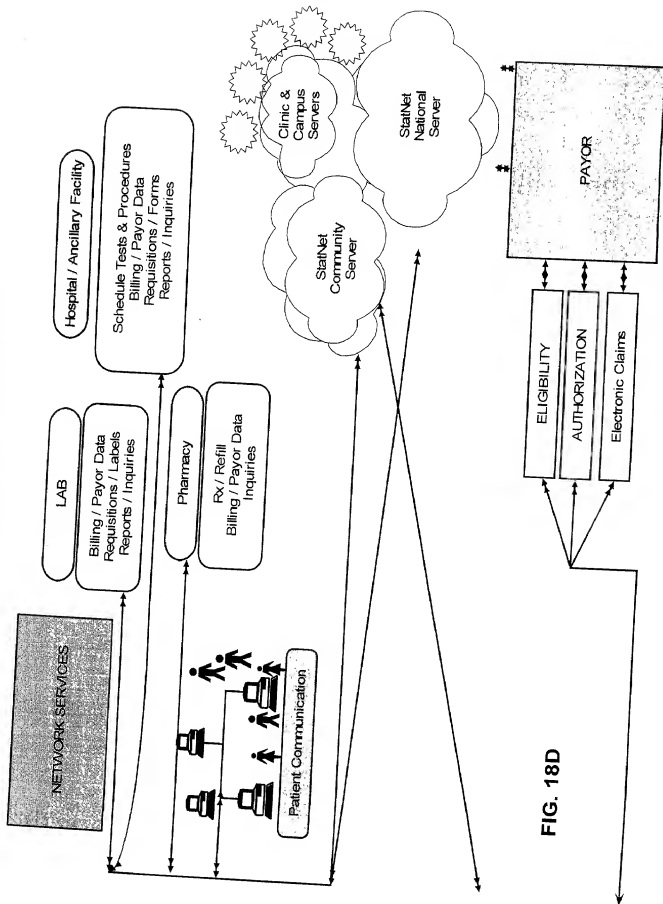 NETWORK SERVICES
LAB
Billing / Payor Data
Requisitions / Labels
Reports / Inquiries
Hospital / Ancillary Facility
Schedule Tests & Procedures
Billing / Payor Data
Requisitions / Forms
Reports / Inquiries
Pharmacy
Rx / Refill
Billing / Payor Data
Inquiries
Patient Communication
Clinic &
Campus
Servers
StatNet
Community
Server
StatNet
National
Server
ELIGIBILITY
AUTHORIZATION
Electronic Claims
PAYOR
FIG. 18D